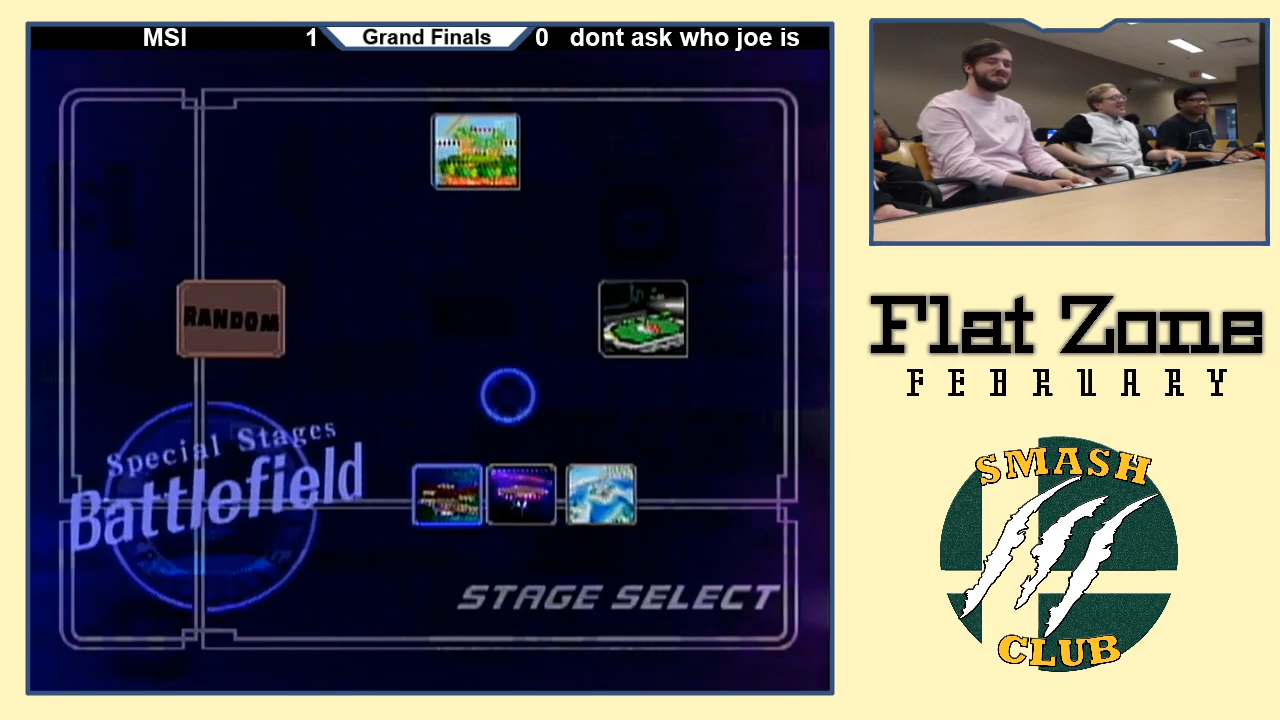 MSI 1 Grand Finals 0 dont ask who joe is
RANDOM
Special Stages
Battlefield
STAGE SELECT
Flat Zone
FEBRUARY
SMASH
CLUB